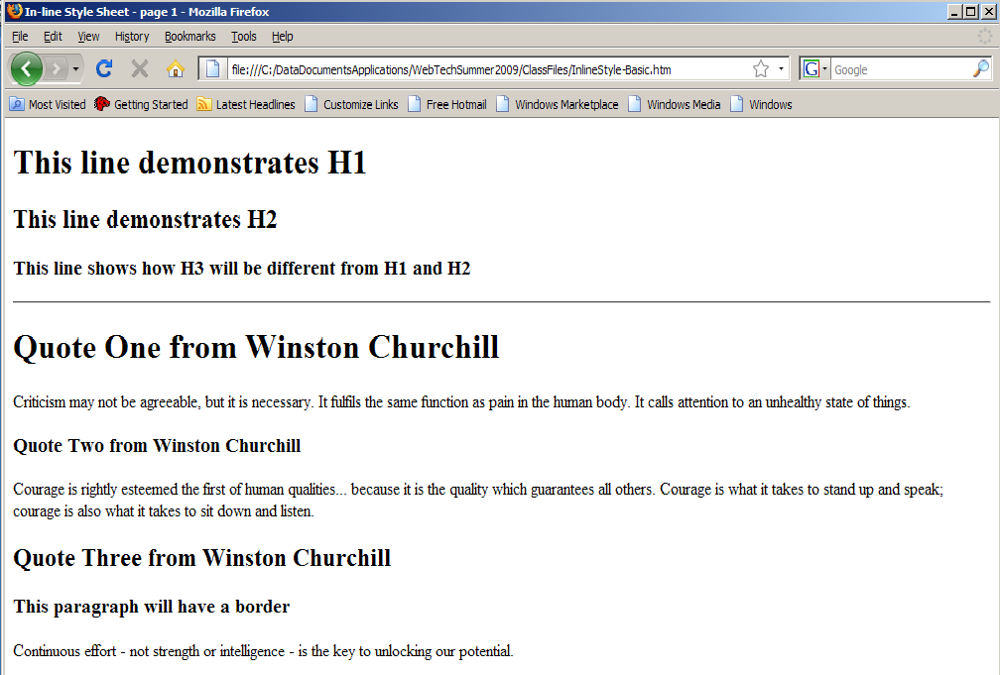 In-line Style Sheet - page 1 - Mozilla Firefox
File Edit View History Bookmarks Tools Help
file:///C:/DataDocumentsApplications/WebTechSummer2009/ClassFiles/InlineStyle-Basic.htm G Google
Most Visited Getting Started Latest Headlines Customize Links Free Hotmail Windows Marketplace Windows Media Windows
This line demonstrates H1
This line demonstrates H2
This line shows how H3 will be different from H1 and H2
Quote One from Winston Churchill
Criticism may not be agreeable, but it is necessary. It fulfils the same function as pain in the human body. It calls attention to an unhealthy state of things.
Quote Two from Winston Churchill
Courage is rightly esteemed the first of human qualities... because it is the quality which guarantees all others. Courage is what it takes to stand up and speak;
courage is also what it takes to sit down and listen.
Quote Three from Winston Churchill
This paragraph will have a border
Continuous effort - not strength or intelligence - is the key to unlocking our potential.